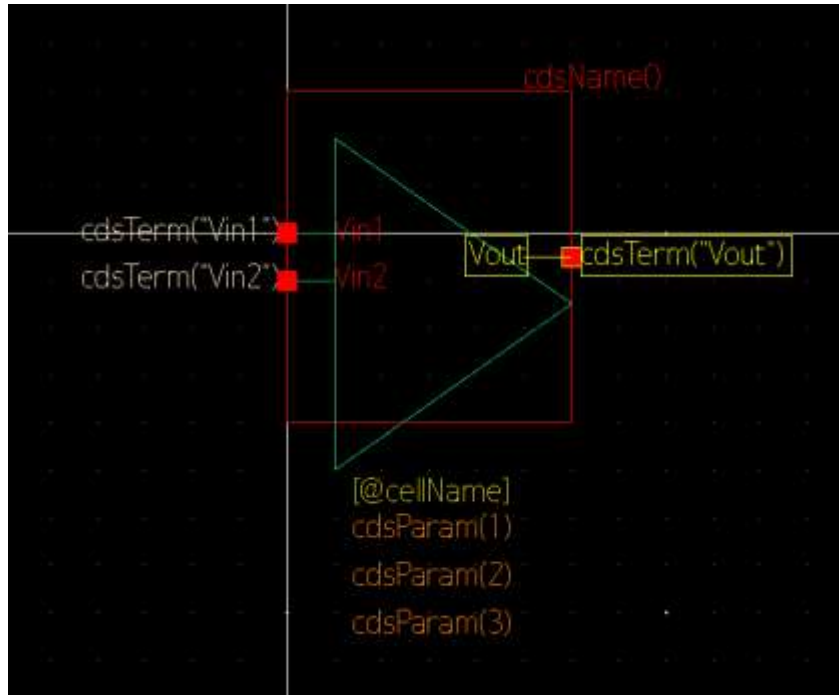 cdsName()
cdsTerm("Vin1") Vin1
Vout cdsTerm("Vout")
cdsTerm("Vin2") Vin2
[@cellName]
cdsParam(1)
cdsParam(2)
cdsParam(3)